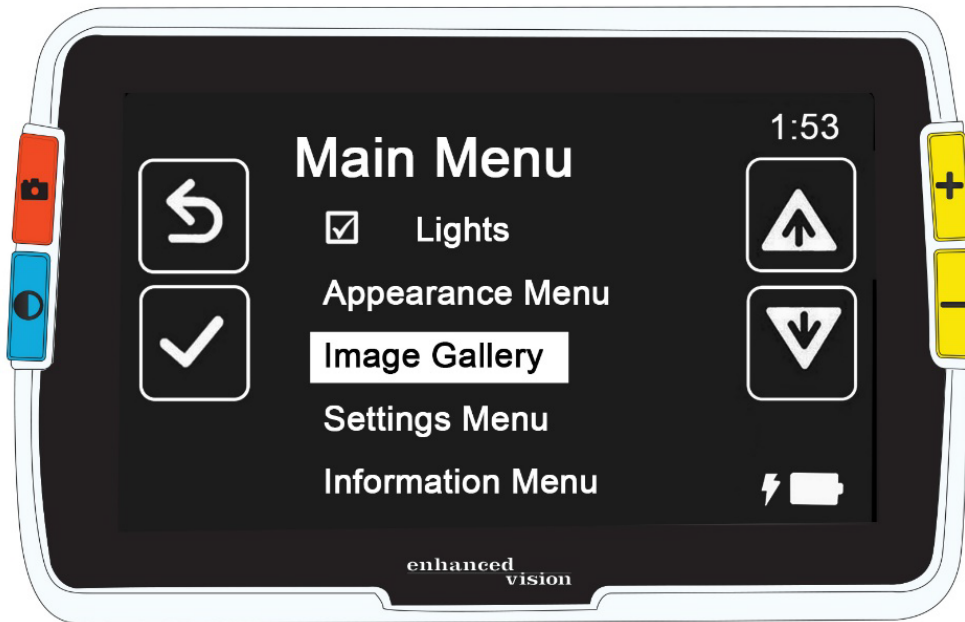 1:53
Main Menu
Lights
Appearance Menu
Image Gallery
Settings Menu
Information Menu
enhanced
vision